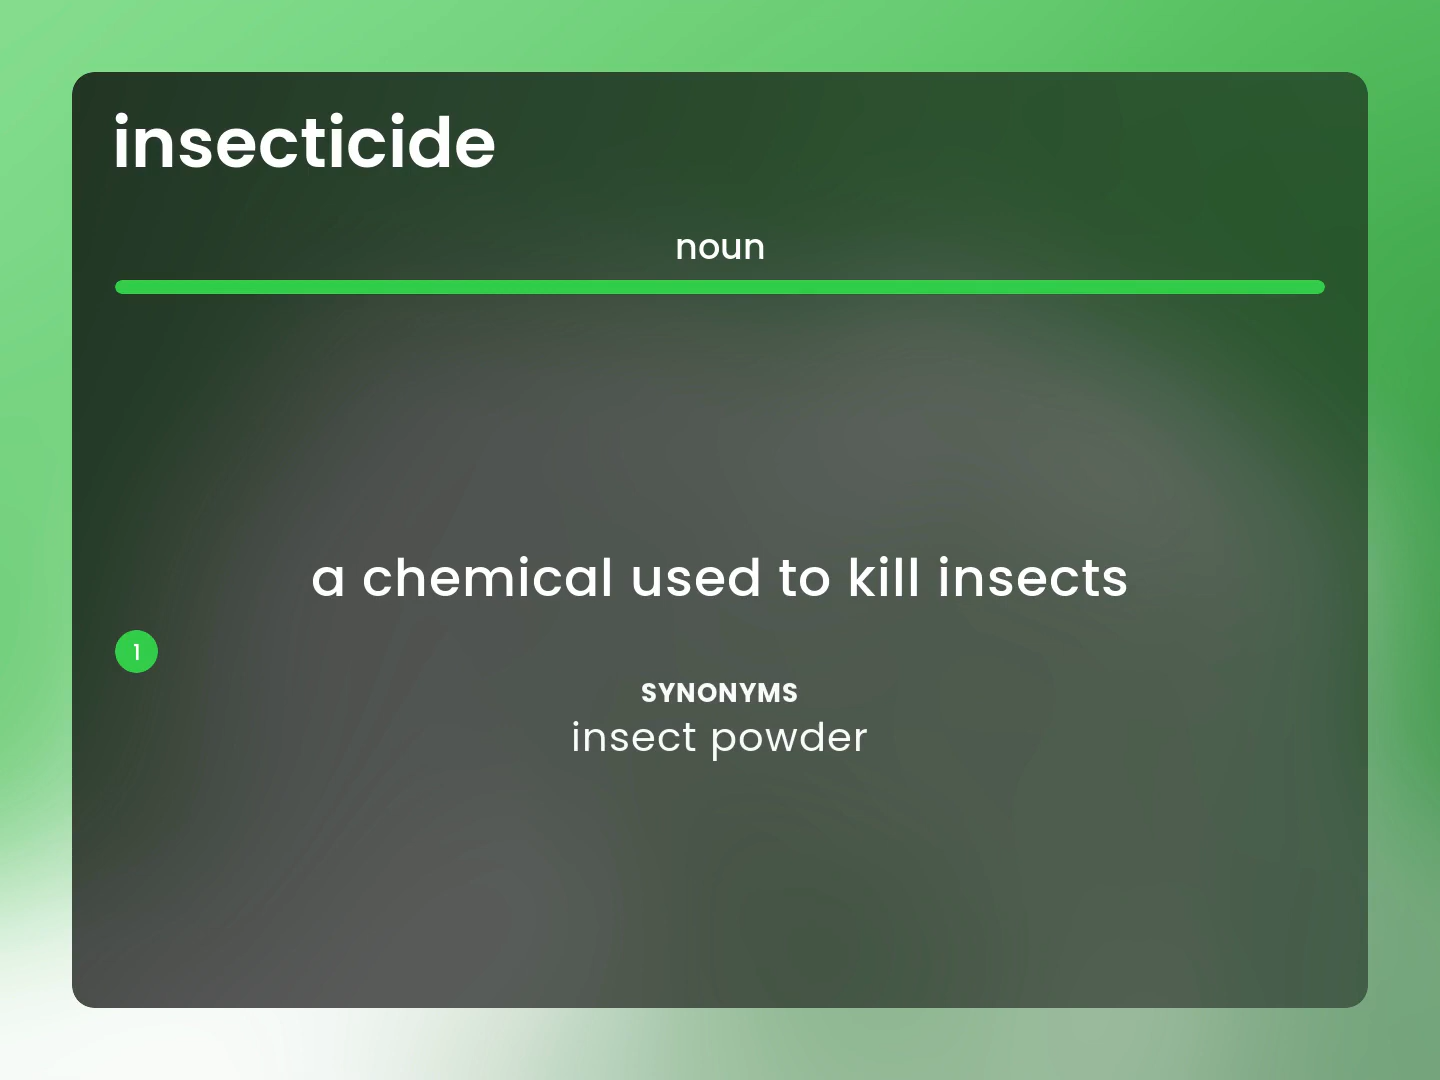 insecticide
noun
a chemical used to kill insects
1
SYNONYMS
insect powder